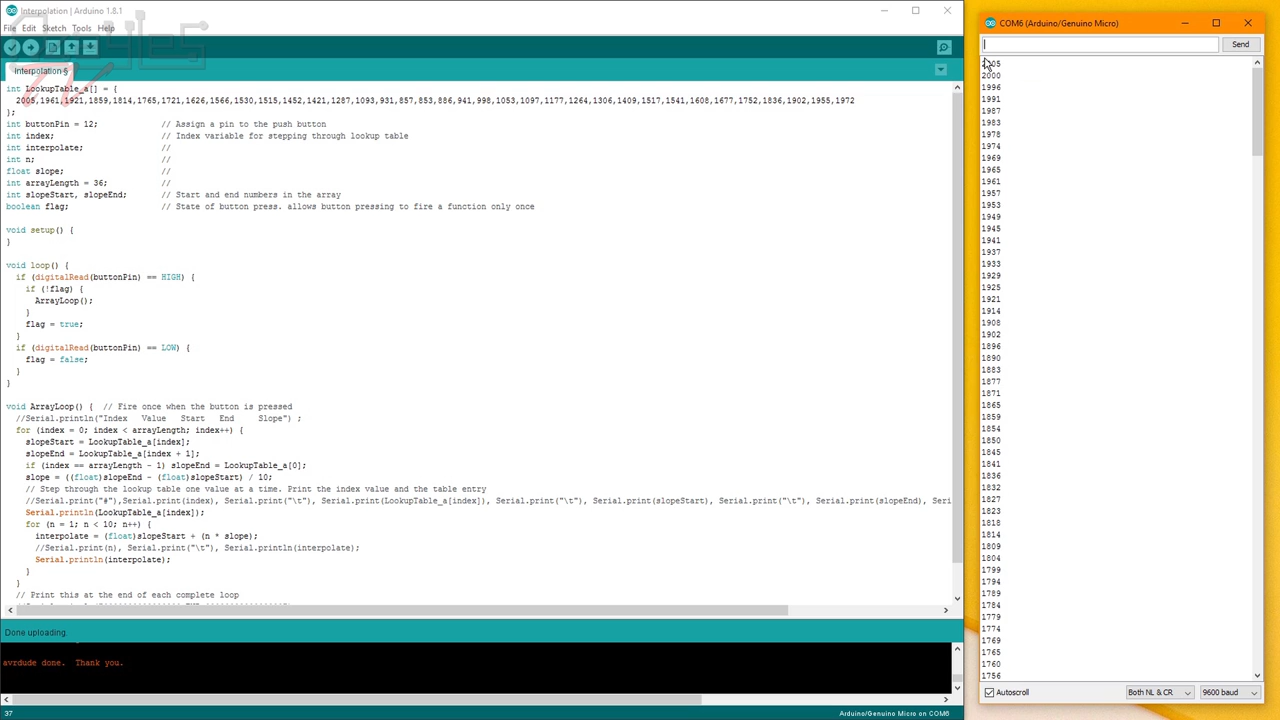 Interpolation | Arduino 1.8.1
File Edit Sketch Tools Help
Interpolation §
int LookupTable_a[] = {
2005,1961,1921,1859,1814,1765,1721,1626,1566,1530,1515,1452,1421,1287,1093,931,857,853,886,941,998,1053,1097,1177,1264,1306,1409,1517,1541,1608,1677,1752,1836,1902,1955,1972
};
int buttonPin = 12; // Assign a pin to the push button
int index; // Index variable for stepping through lookup table
int interpolate; //
int n; //
float slope; //
int arrayLength = 36; //
int slopeStart, slopeEnd; // Start and end numbers in the array
boolean flag; // State of button press. allows button pressing to fire a function only once
void setup() {
}
void loop() {
if (digitalRead(buttonPin) == HIGH) {
if (!flag) {
ArrayLoop();
}
flag = true;
}
if (digitalRead(buttonPin) == LOW) {
flag = false;
}
}
void ArrayLoop() { // Fire once when the button is pressed
//Serial.println("Index Value Start End Slope") ;
for (index = 0; index < arrayLength; index++) {
slopeStart = LookupTable_a[index];
slopeEnd = LookupTable_a[index + 1];
if (index == arrayLength - 1) slopeEnd = LookupTable_a[0];
slope = ((float)slopeEnd - (float)slopeStart) / 10;
// Step through the lookup table one value at a time. Print the index value and the table entry
//Serial.print("#"),Serial.print(index), Serial.print("\t"), Serial.print(LookupTable_a[index]), Serial.print("\t"), Serial.print(slopeStart), Serial.print("\t"), Serial.print(slopeEnd), Seri
Serial.println(LookupTable_a[index]);
for (n = 1; n < 10; n++) {
interpolate = (float)slopeStart + (n * slope);
//Serial.print(n), Serial.print("\t"), Serial.println(interpolate);
Serial.println(interpolate);
}
}
// Print this at the end of each complete loop
Done uploading.
avrdude done. Thank you.
37
Arduino/Genuino Micro on COM6
COM6 (Arduino/Genuino Micro)
Send
2000
1996
1991
1987
1983
1978
1974
1969
1965
1961
1957
1953
1949
1945
1941
1937
1933
1929
1925
1921
1914
1908
1902
1896
1890
1883
1877
1871
1865
1859
1854
1850
1845
1841
1836
1832
1827
1823
1818
1814
1809
1804
1799
1794
1789
1784
1779
1774
1769
1765
1760
1756
Autoscroll
Both NL & CR
9600 baud